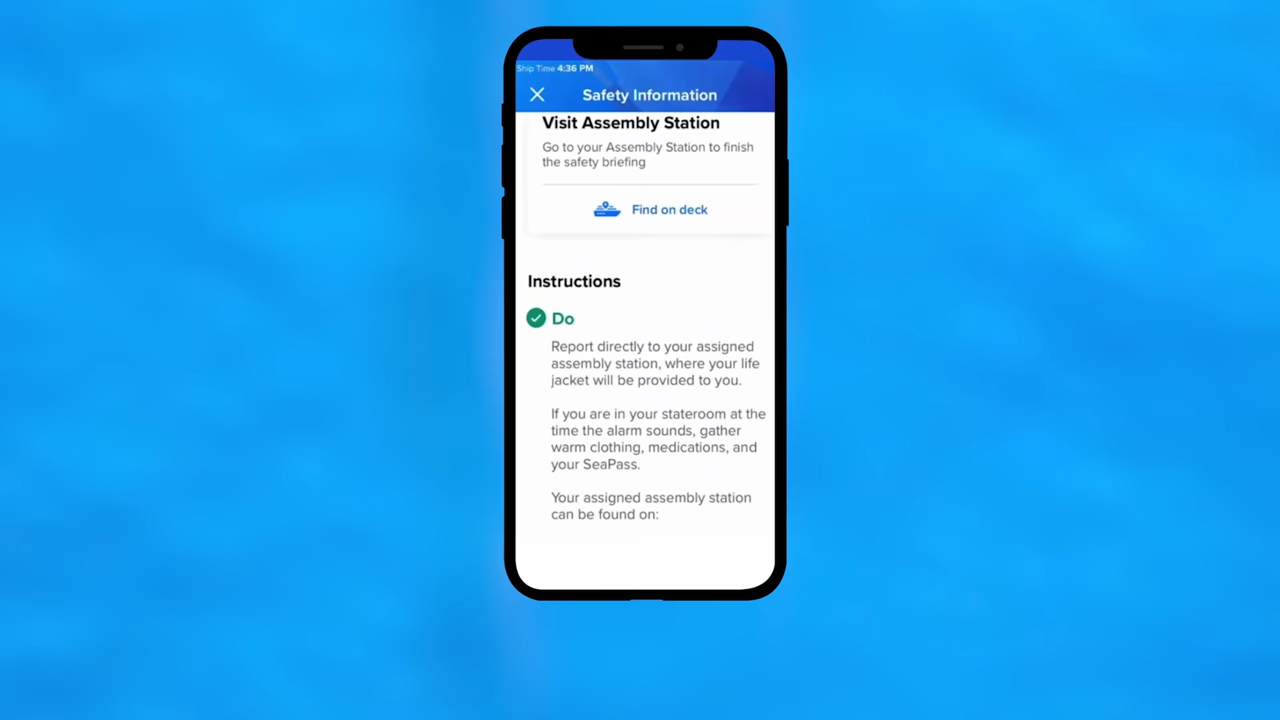 Ship Time 4:36 PM
Safety Information
Visit Assembly Station
Go to your Assembly Station to finish
the safety briefing
Find on deck
Instructions
Do
Report directly to your assigned
assembly station, where your life
jacket will be provided to you.
If you are in your stateroom at the
time the alarm sounds, gather
warm clothing, medications, and
your SeaPass.
Your assigned assembly station
can be found on: